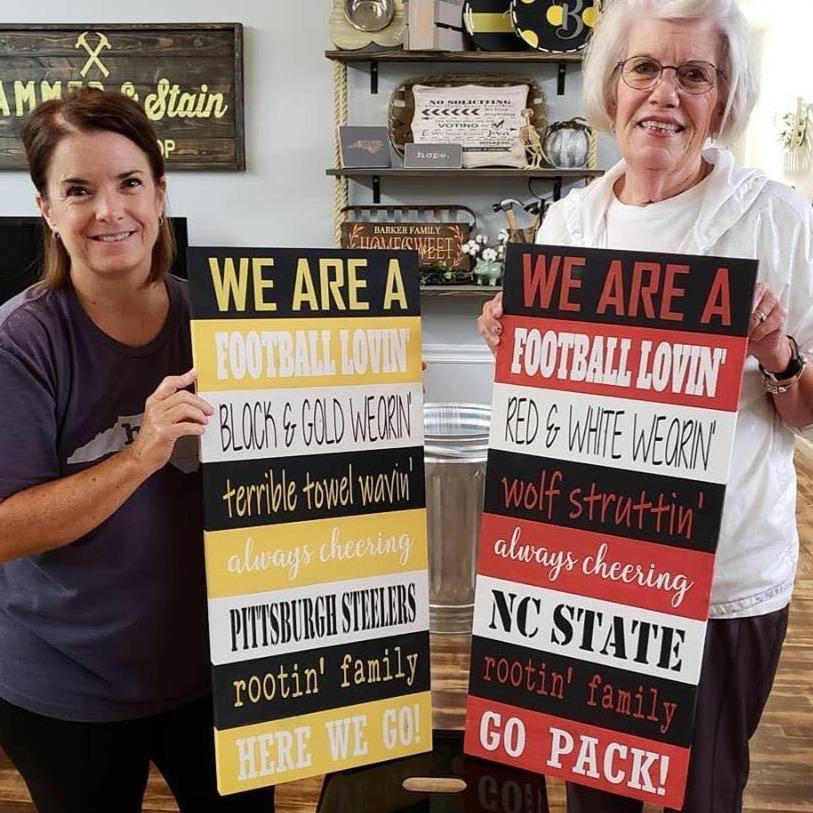 AMMER & Stain
OP
B
NO SOLICITING
VOTING
hope.
BARKER FAMILY
HOME SWEET
h
WE ARE A
FOOTBALL LOVIN'
BLACK & GOLD WEARIN'
terrible towel wavin'
always cheering
PITTSBURGH STEELERS
rootin' family
HERE WE GO!
WE ARE A
FOOTBALL LOVIN'
RED & WHITE WEARIN'
wolf struttin'
always cheering
NC STATE
rootin' family
GO PACK!